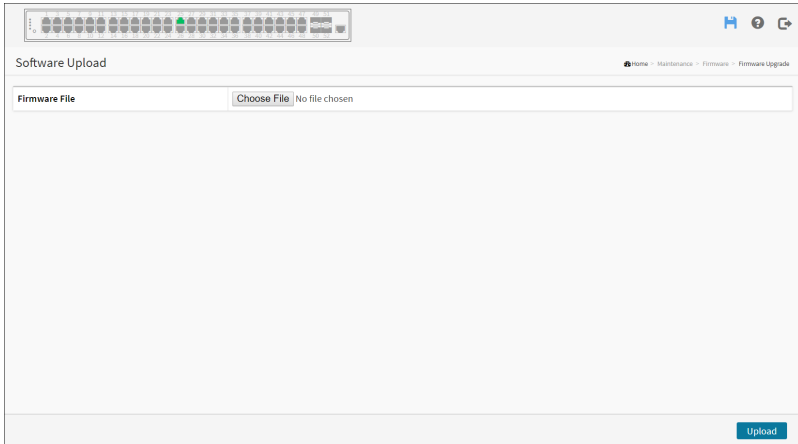 Software Upload
Home > Maintenance > Firmware > Firmware Upgrade
Firmware File
Choose File No file chosen
Upload